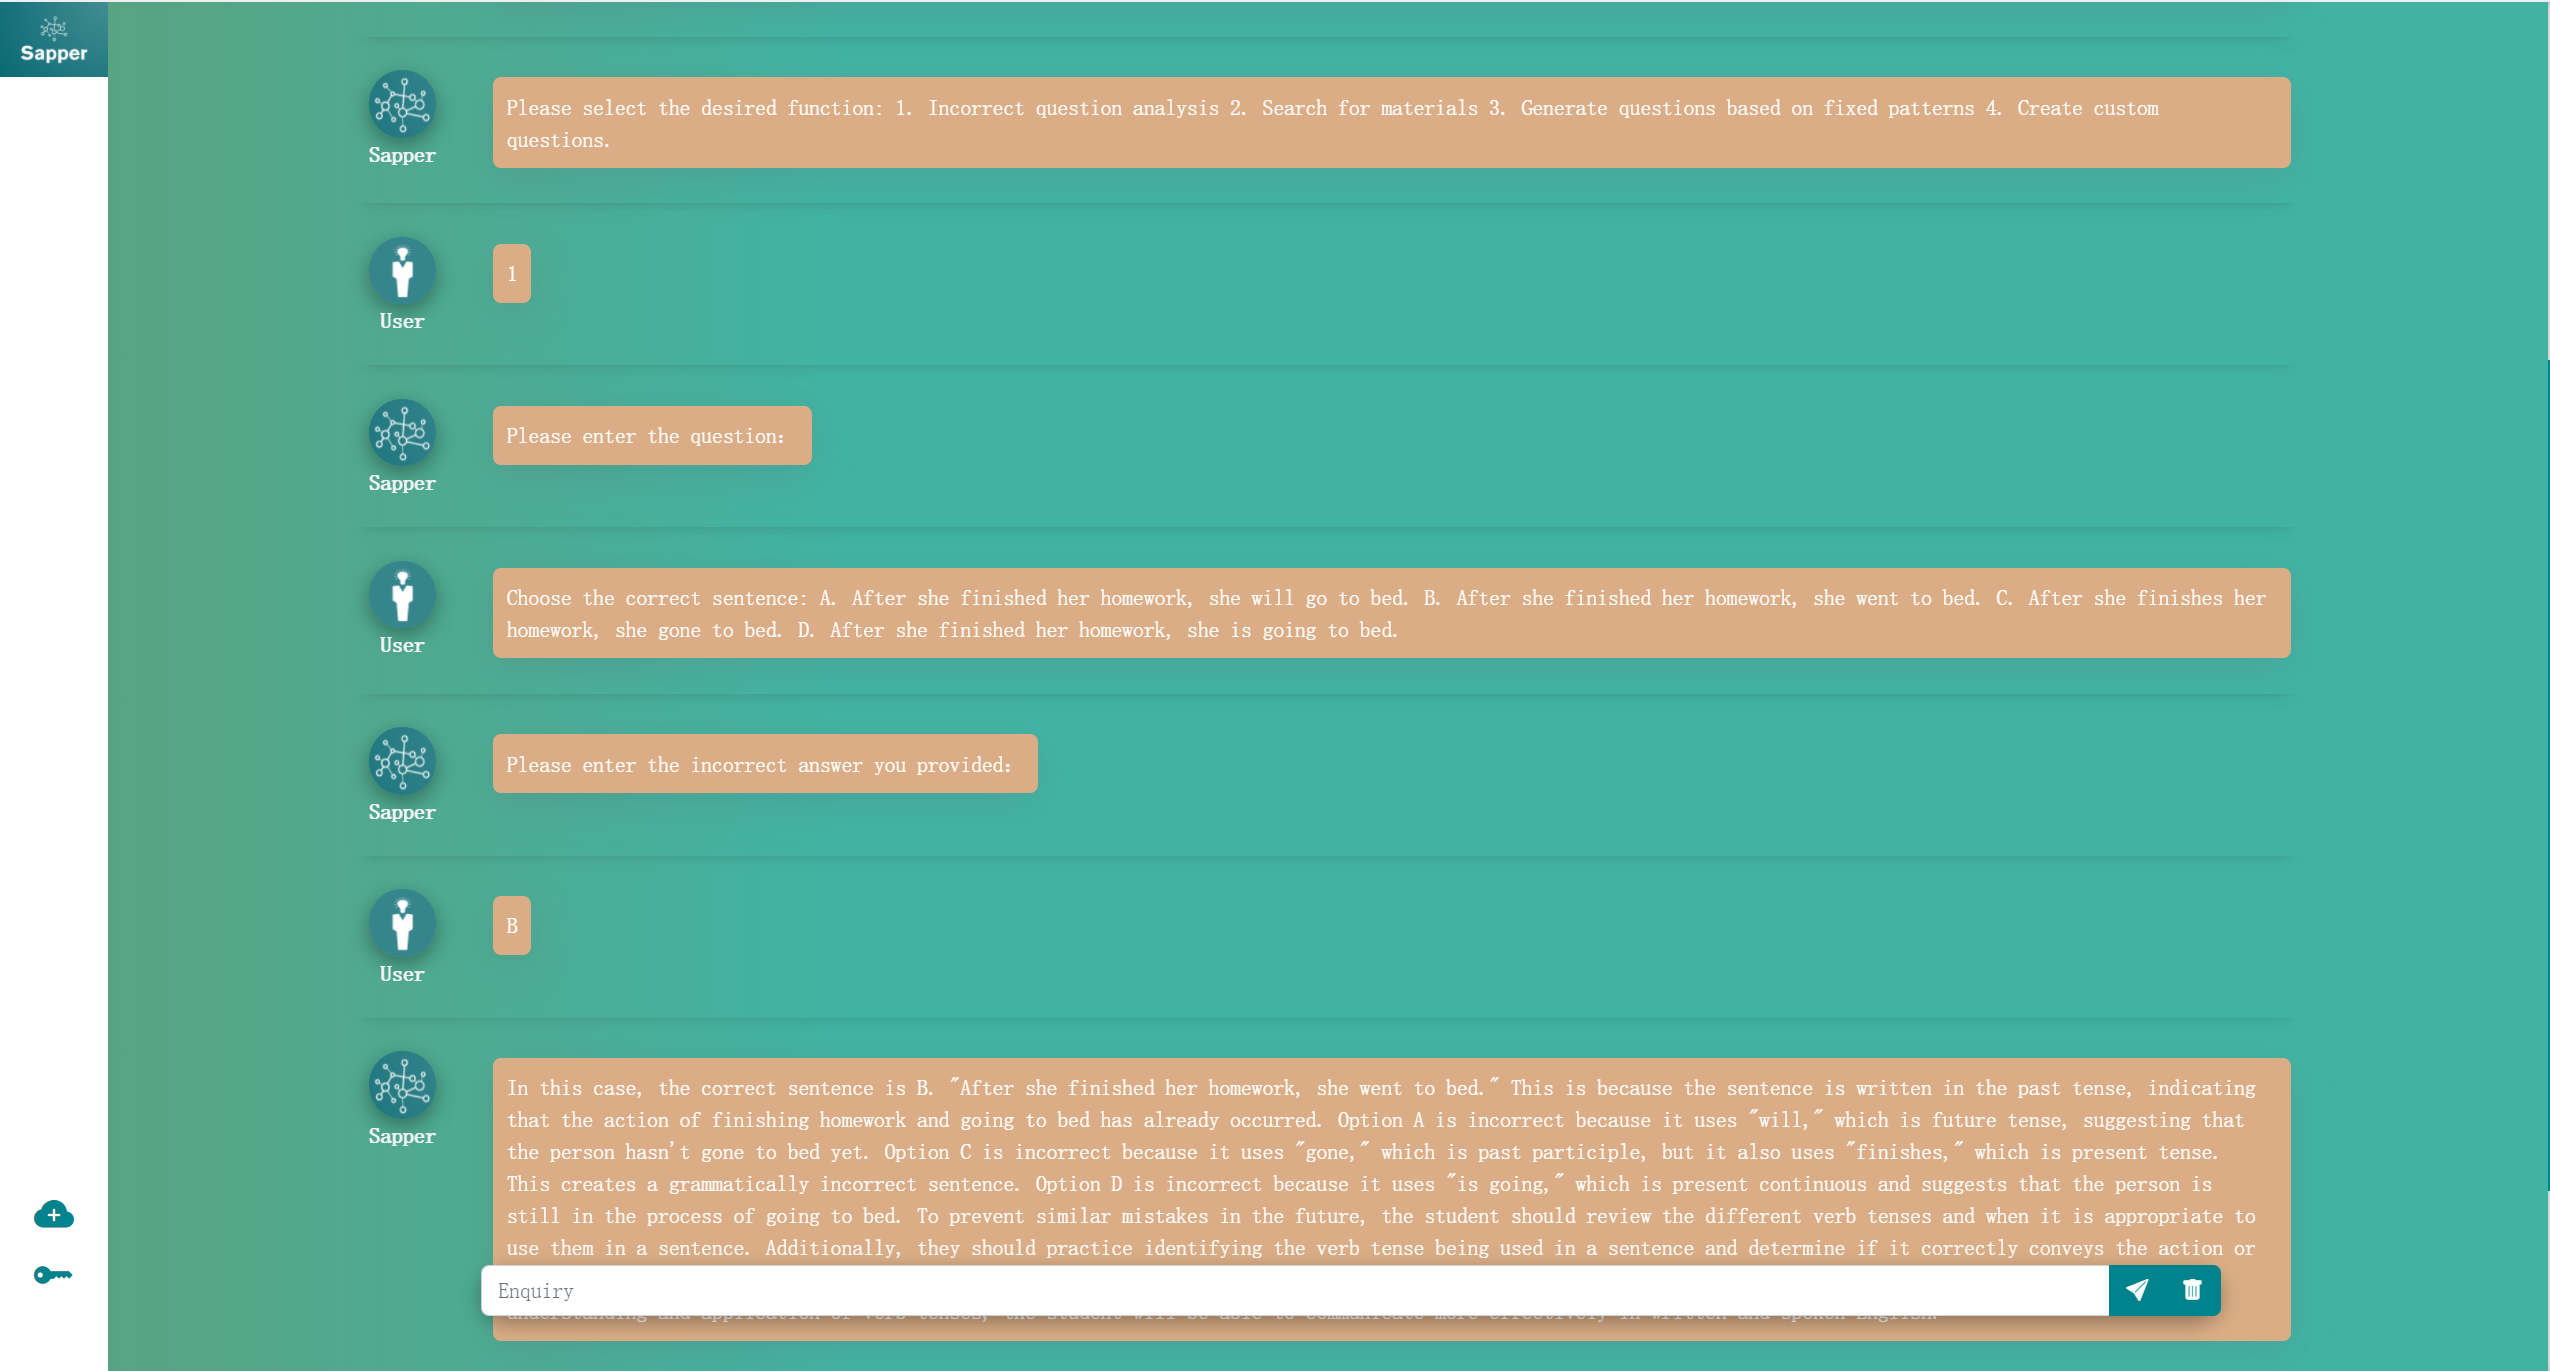 Sapper
Please select the desired function: 1. Incorrect question analysis 2. Search for materials 3. Generate questions based on fixed patterns 4. Create custom
questions.
Sapper
1
User
Please enter the question:
Sapper
Choose the correct sentence: A. After she finished her homework, she will go to bed. B. After she finished her homework, she went to bed. C. After she finishes her
homework, she gone to bed. D. After she finished her homework, she is going to bed.
User
Please enter the incorrect answer you provided:
Sapper
B
User
In this case, the correct sentence is B. "After she finished her homework, she went to bed." This is because the sentence is written in the past tense, indicating
that the action of finishing homework and going to bed has already occurred. Option A is incorrect because it uses "will," which is future tense, suggesting that
Sapper
the person hasn't gone to bed yet. Option C is incorrect because it uses "gone," which is past participle, but it also uses "finishes," which is present tense.
This creates a grammatically incorrect sentence. Option D is incorrect because it uses "is going," which is present continuous and suggests that the person is
still in the process of going to bed. To prevent similar mistakes in the future, the student should review the different verb tenses and when it is appropriate to
use them in a sentence. Additionally, they should practice identifying the verb tense being used in a sentence and determine if it correctly conveys the action or
Enquiry